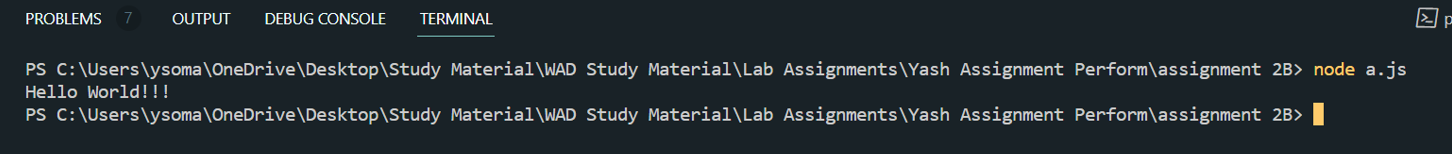 PROBLEMS 7 OUTPUT DEBUG CONSOLE TERMINAL
PS C:\Users\ysoma\OneDrive\Desktop\Study Material\WAD Study Material\Lab Assignments\Yash Assignment Perform\assignment 2B> node a.js
Hello World!!!
PS C:\Users\ysoma\OneDrive\Desktop\Study Material\WAD Study Material\Lab Assignments\Yash Assignment Perform\assignment 2B>